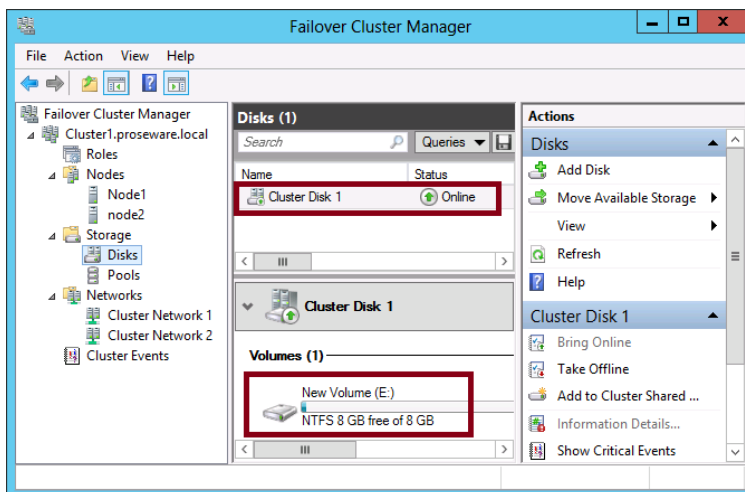 Failover Cluster Manager
File Action View Help
Failover Cluster Manager
Cluster1.proseware.local
Roles
Nodes
Node1
node2
Storage
Disks
Pools
Networks
Cluster Network 1
Cluster Network 2
Cluster Events
Disks (1)
Search Queries
Name Status
Cluster Disk 1 Online
Cluster Disk 1
Volumes (1)
New Volume (E:)
NTFS 8 GB free of 8 GB
Actions
Disks
Add Disk
Move Available Storage
View
Refresh
Help
Cluster Disk 1
Bring Online
Take Offline
Add to Cluster Shared ...
Information Details...
Show Critical Events